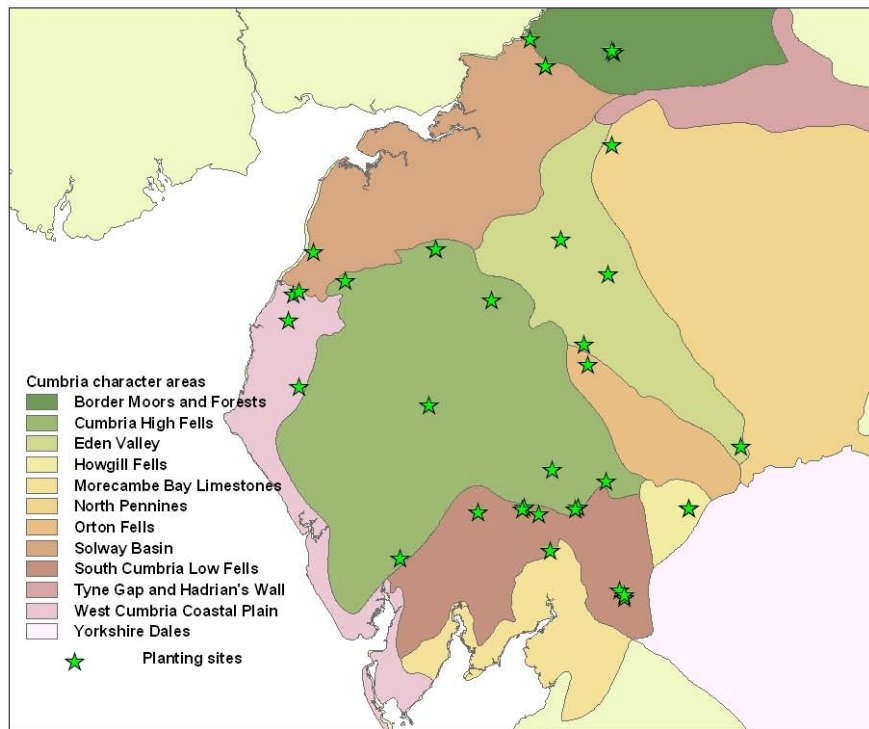 Cumbria character areas
Border Moors and Forests
Cumbria High Fells
Eden Valley
Howgill Fells
Morecambe Bay Limestones
North Pennines
Orton Fells
Solway Basin
South Cumbria Low Fells
Tyne Gap and Hadrian's Wall
West Cumbria Coastal Plain
Yorkshire Dales
Planting sites